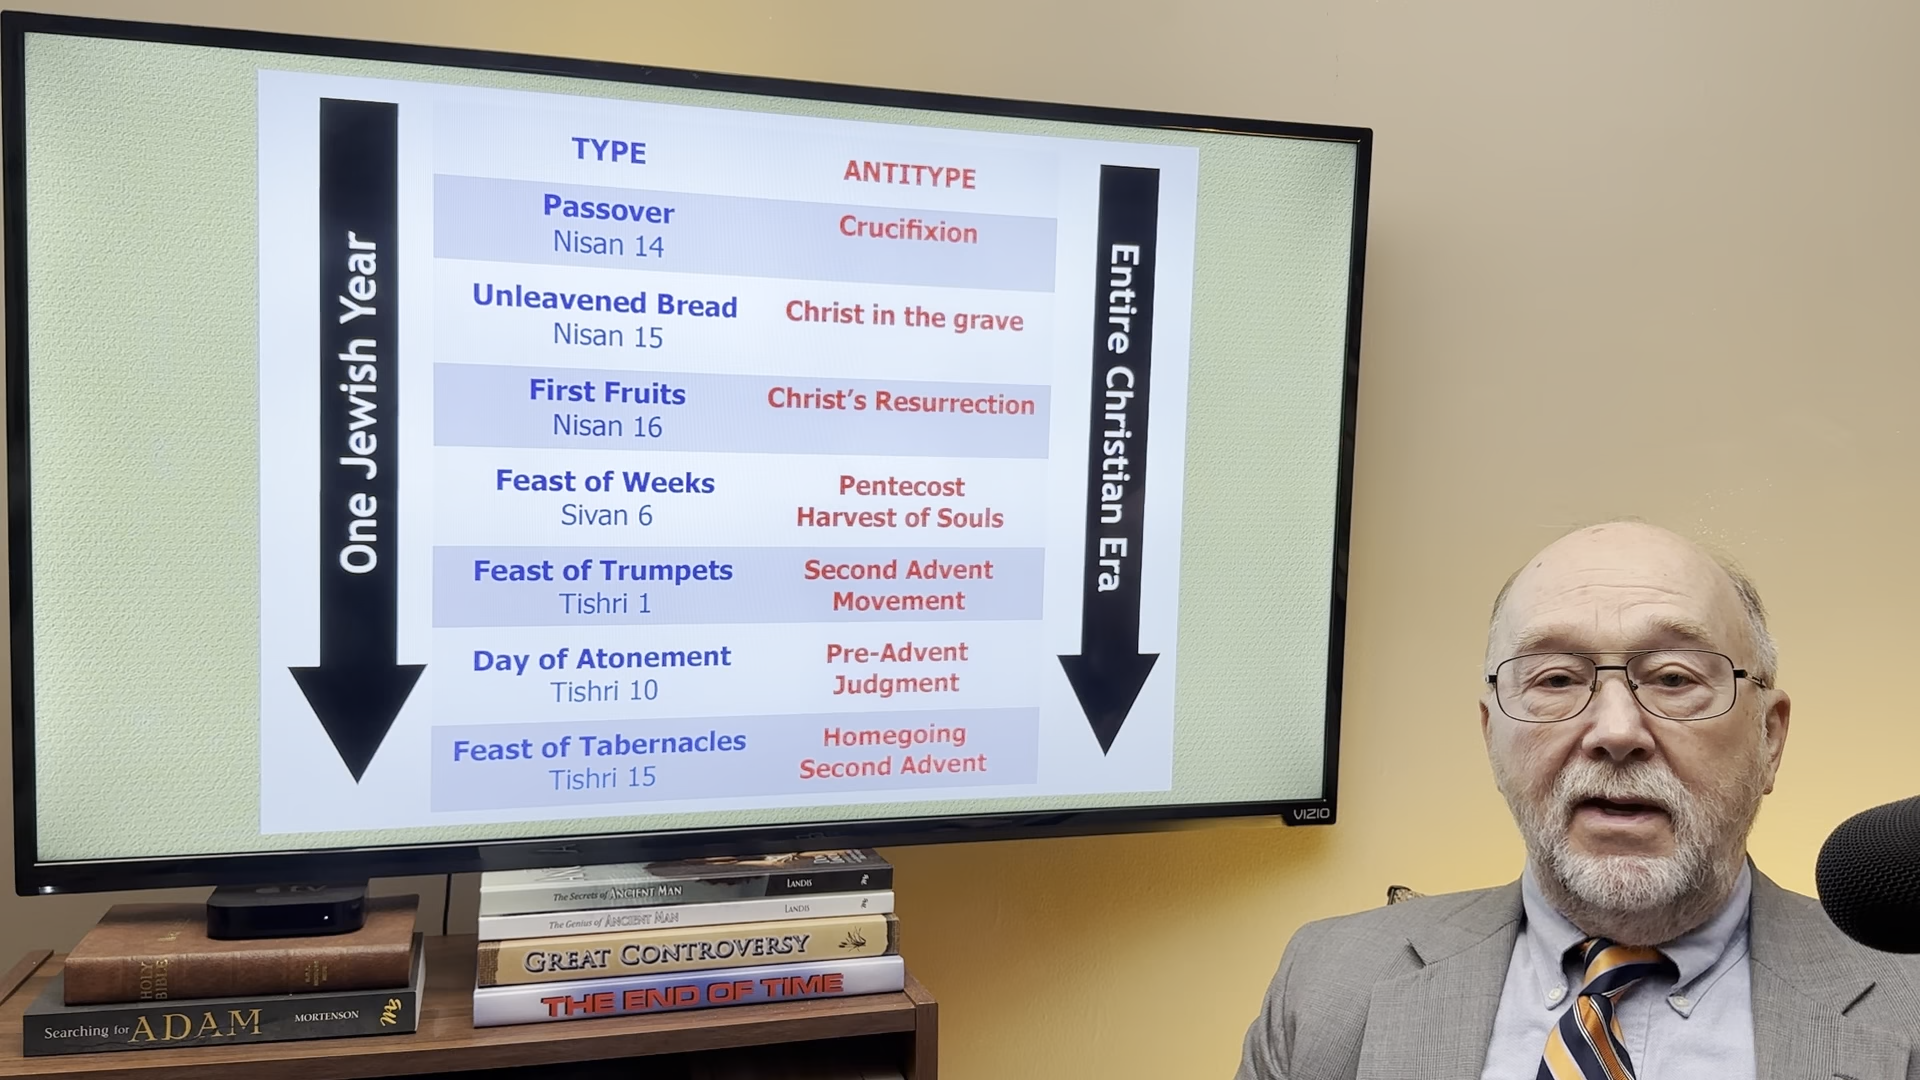 One Jewish Year
TYPE
ANTITYPE
Passover
Nisan 14
Crucifixion
Unleavened Bread
Nisan 15
Christ in the grave
First Fruits
Nisan 16
Christ’s Resurrection
Feast of Weeks
Sivan 6
Pentecost
Harvest of Souls
Feast of Trumpets
Tishri 1
Second Advent
Movement
Day of Atonement
Tishri 10
Pre-Advent
Judgment
Feast of Tabernacles
Tishri 15
Homegoing
Second Advent
Entire Christian Era
VIZIO
The Secrets of ANCIENT MAN
LANDIS
The Genius of ANCIENT MAN
LANDIS
GREAT CONTROVERSY
THE END OF TIME
HOLY
BIBLE
Searching for ADAM
MORTENSON